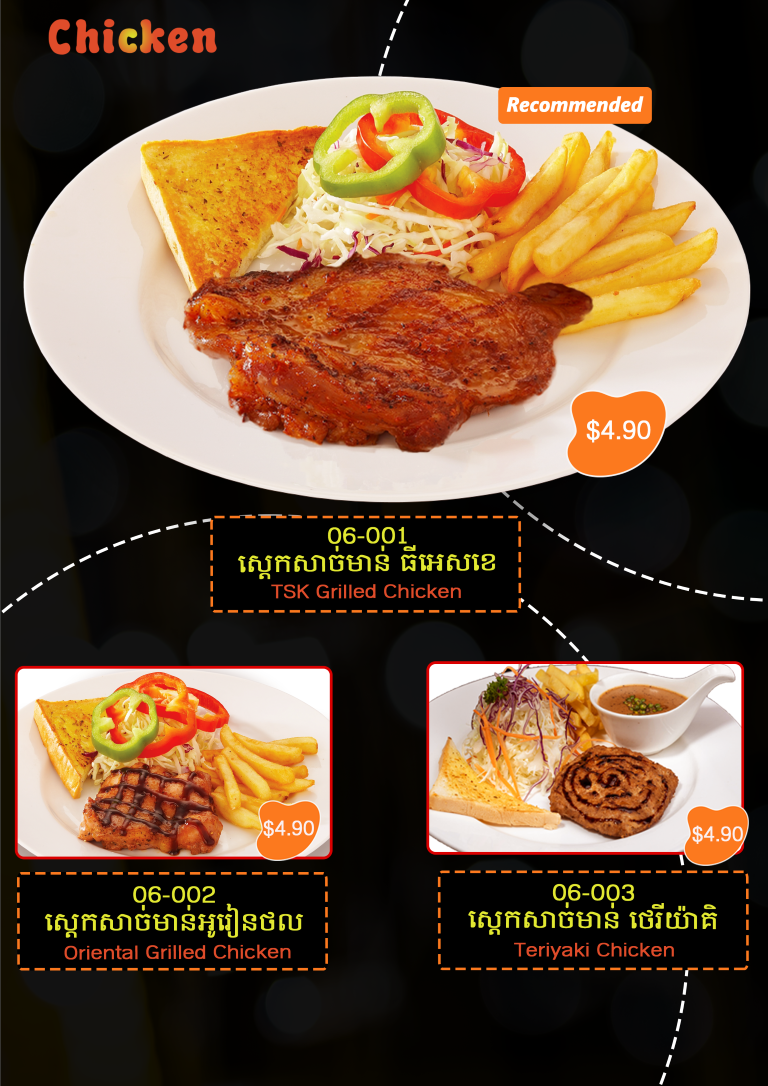 Chicken
Recommended
$4.90
06-001
ស្តេកសាច់មាន់ ធីអេសខេ
TSK Grilled Chicken
$4.90
06-002
ស្តេកសាច់មាន់អូរៀនថល
Oriental Grilled Chicken
$4.90
06-003
ស្តេកសាច់មាន់ ថេរីយ៉ាគិ
Teriyaki Chicken